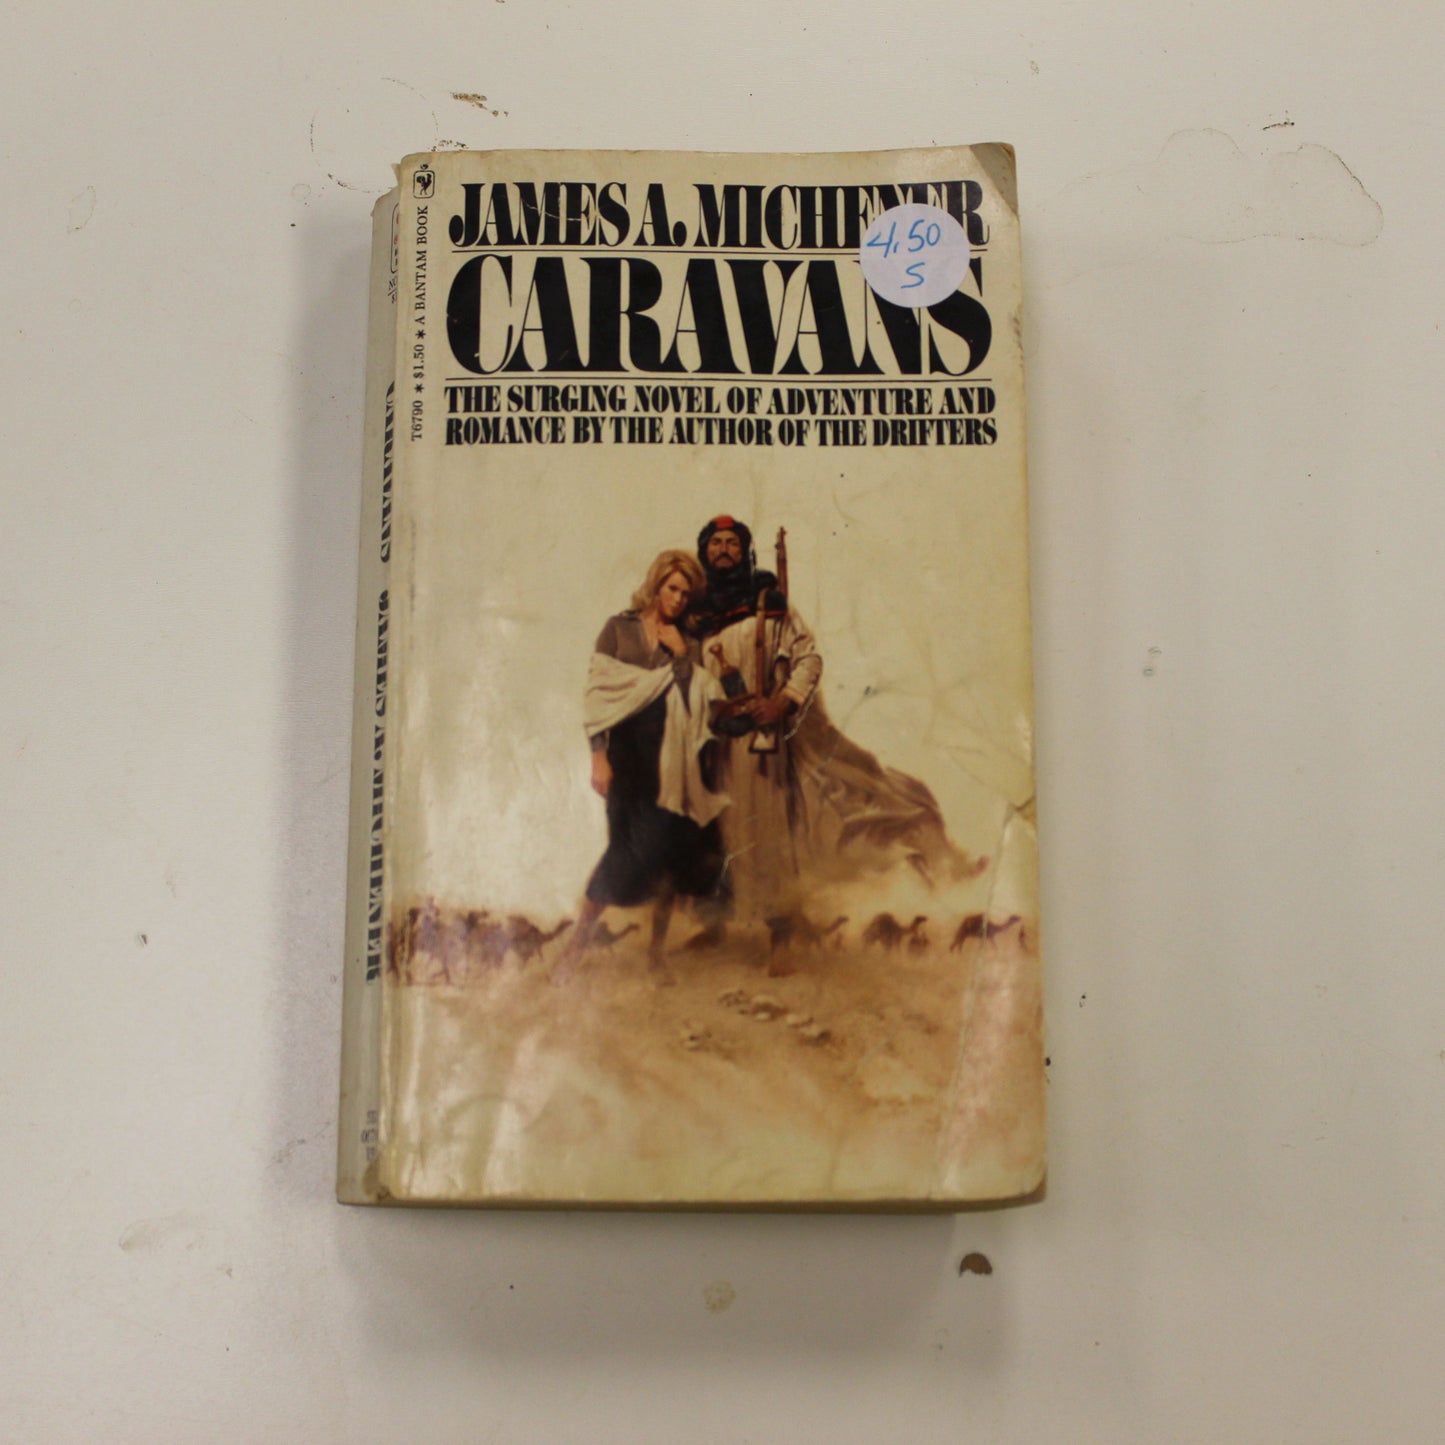 JAMES A. MICHENER
4.50
S
CARAVANS
THE SURGING NOVEL OF ADVENTURE AND
ROMANCE BY THE AUTHOR OF THE DRIFTERS
T6790 * $1.50 * A BANTAM BOOK
CARAVANS JAMES A. MICHENER